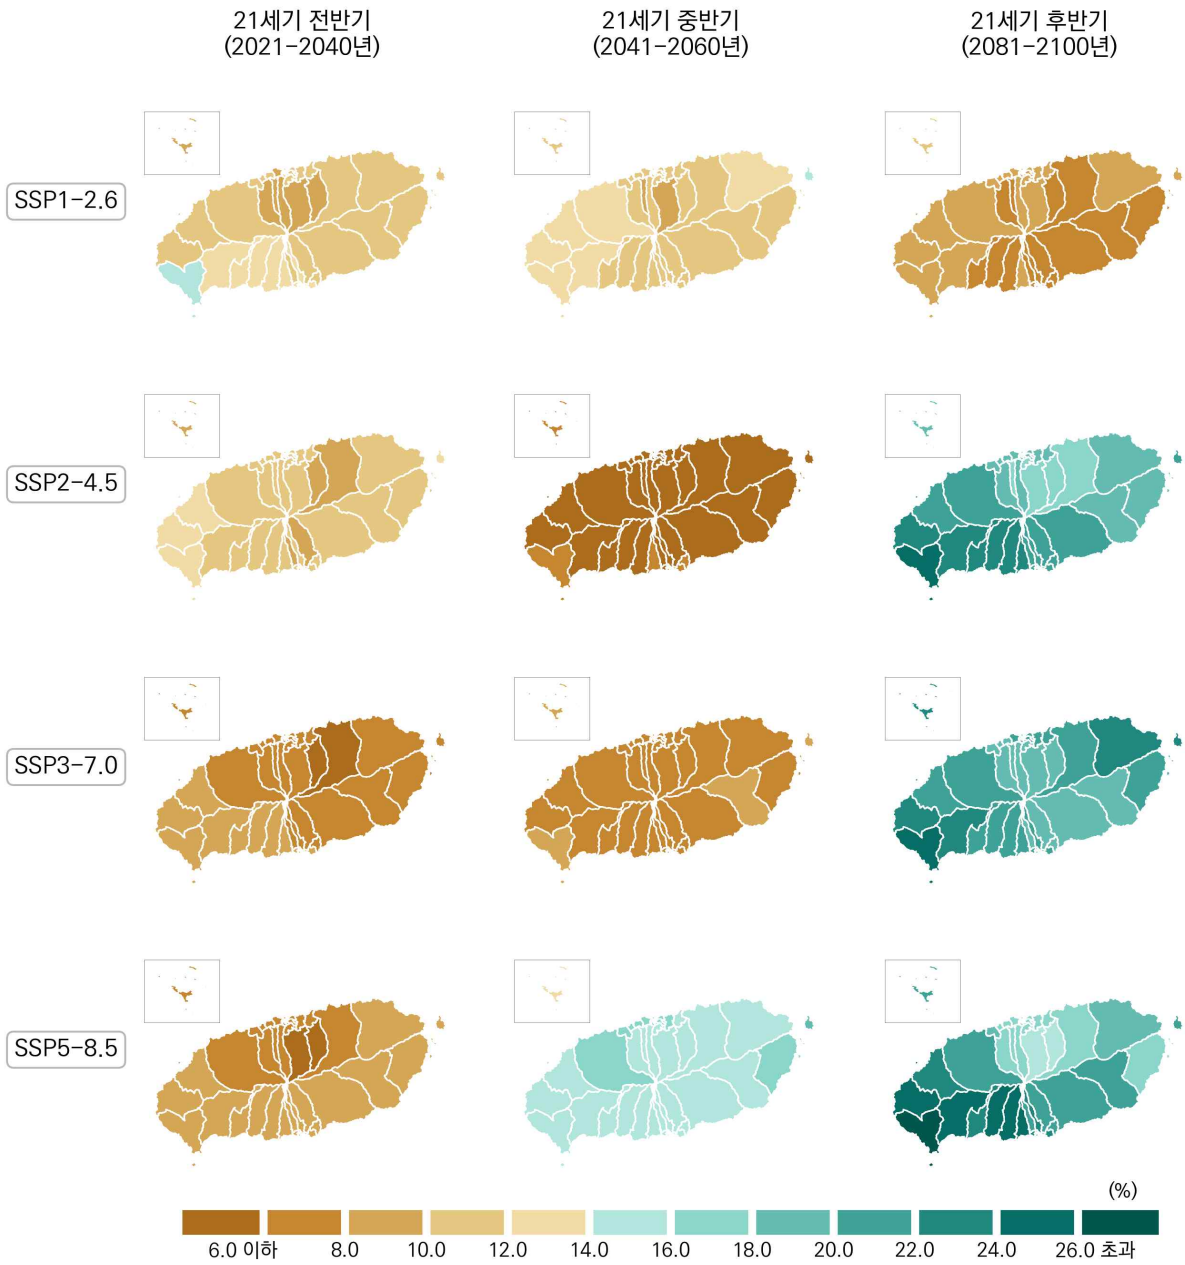 21세기 전반기
(2021-2040년)
21세기 중반기
(2041-2060년)
21세기 후반기
(2081-2100년)
SSP1-2.6
SSP2-4.5
SSP3-7.0
SSP5-8.5
(%)
6.0 이하 8.0 10.0 12.0 14.0 16.0 18.0 20.0 22.0 24.0 26.0 초과